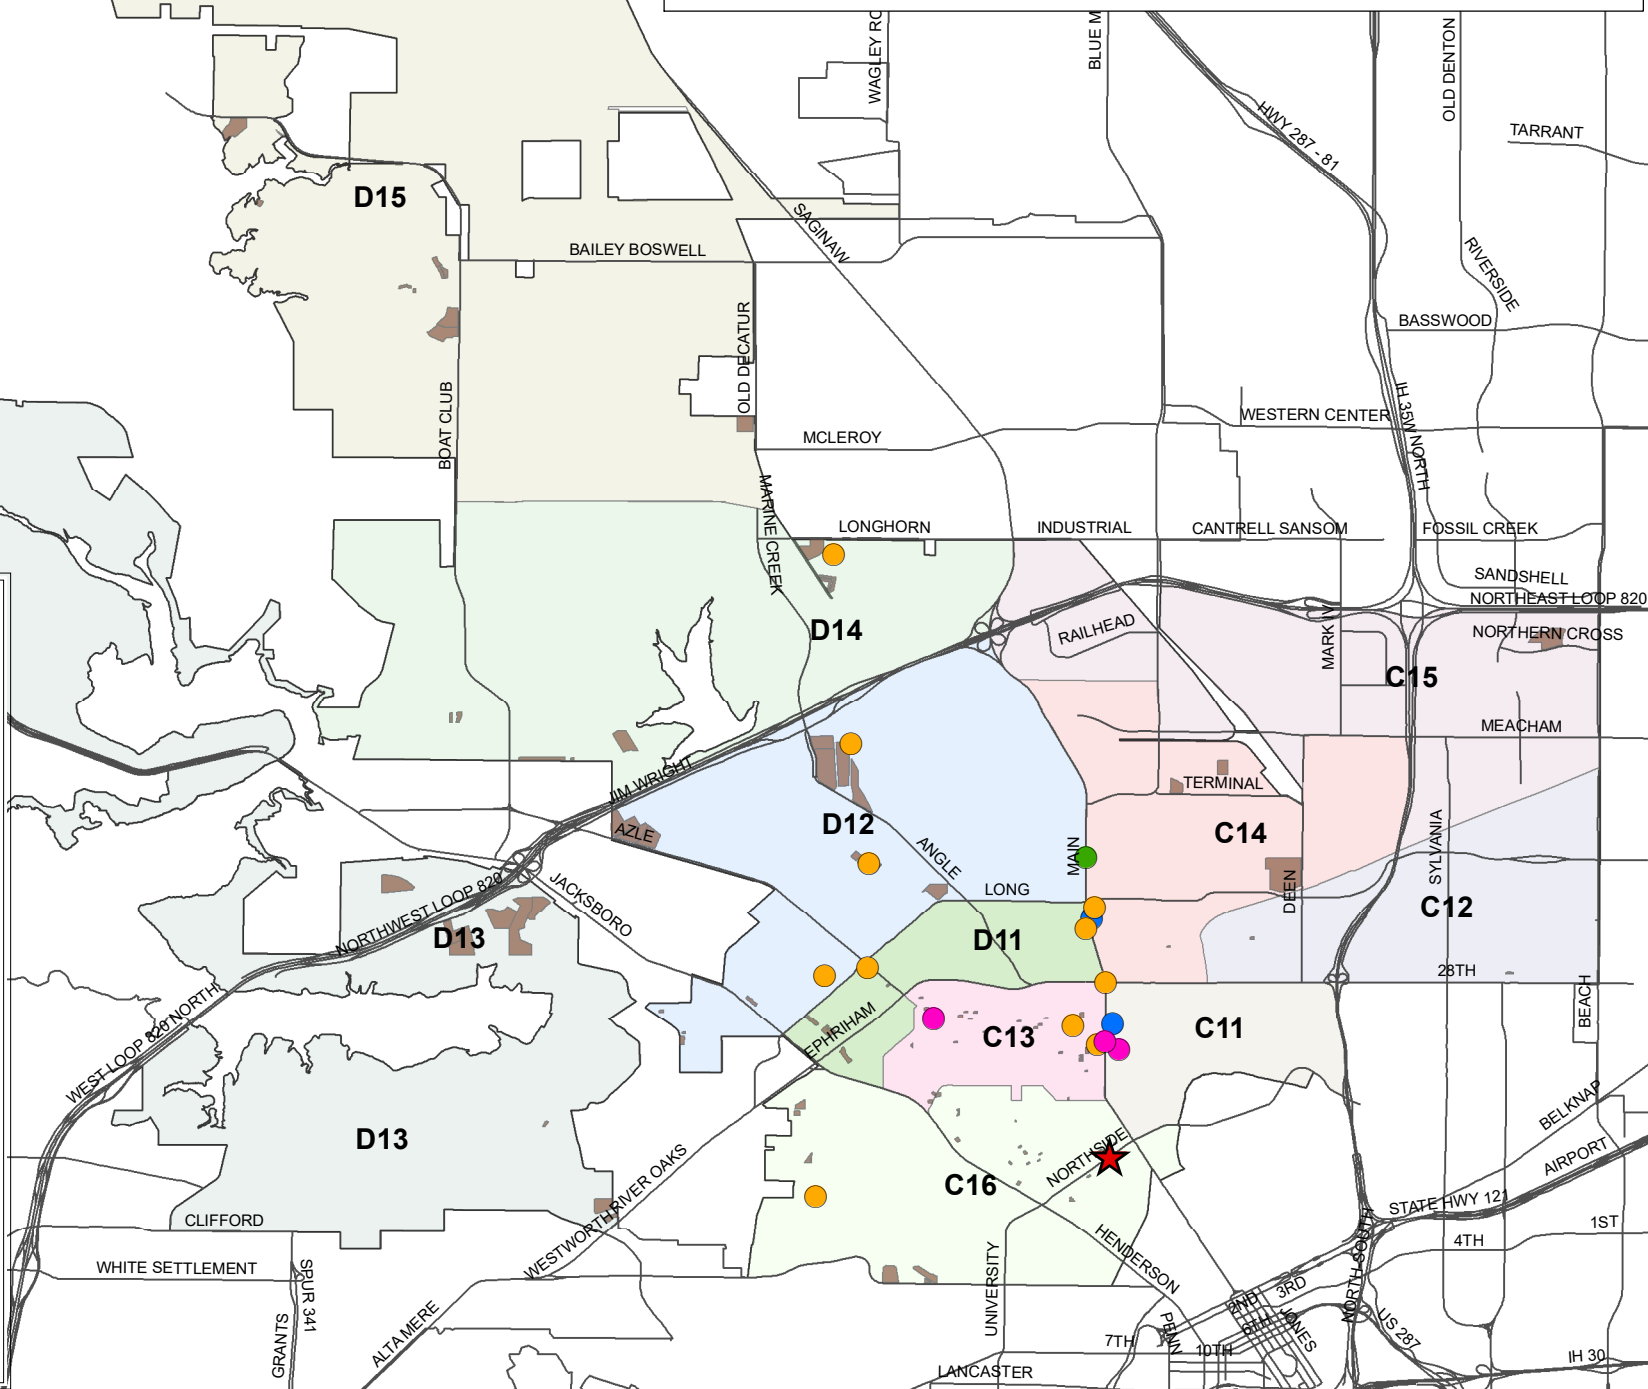 WAGLEY RO
BLUE M
OLD DENTON
HWY 287 - 81
TARRANT
D15
SAGINAW
BAILEY BOSWELL
RIVERSIDE
BASSWOOD
OLD DECATUR
BOAT CLUB
IH 35W NORTH
WESTERN CENTER
MCLEROY
MARINE CREEK
LONGHORN
INDUSTRIAL
CANTRELL SANSOM
FOSSIL CREEK
SANDSHELL
NORTHEAST LOOP 820
D14
RAILHEAD
MARK IV
NORTHERN CROSS
C15
MEACHAM
JIM WRIGHT
TERMINAL
AZLE
D12
ANGLE
MAIN
C14
SYLVANIA
LONG
DEEN
C12
NORTHWEST LOOP 820
JACKSBORO
D13
D11
28TH
BEACH
WEST LOOP 820 NORTH
EPHRIHAM
C13
C11
D13
BELKNAP
AIRPORT
NORTHSIDE
C16
WESTWORTH
RIVER OAKS
STATE HWY 121
CLIFFORD
1ST
4TH
HENDERSON
UNIVERSITY
NORTH-SOUTH
WHITE SETTLEMENT
SPUR 341
GRANTS
ALTA MERE
2ND
3RD
6TH
JONES
US 287
7TH
PENN
10TH
IH 30
LANCASTER